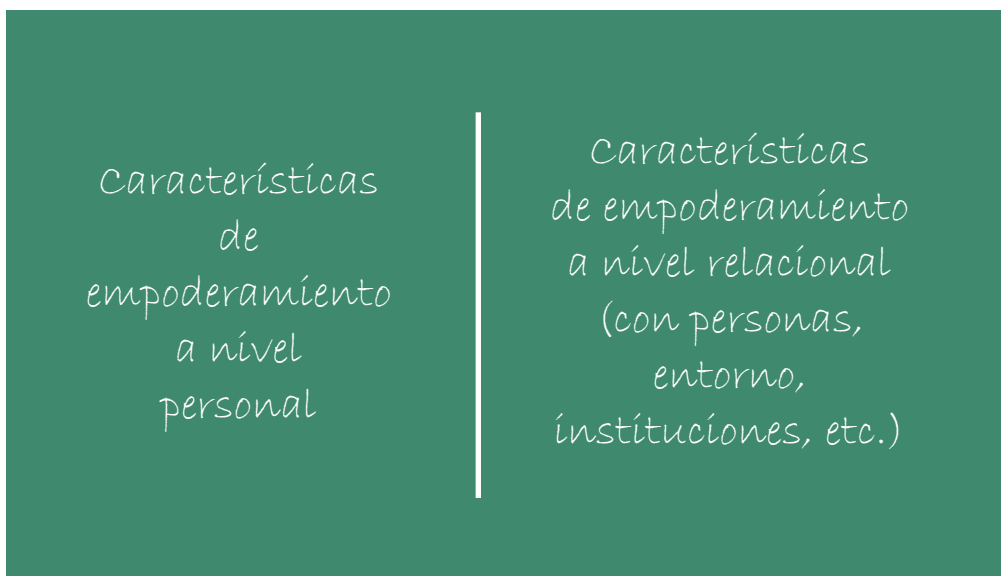 Características
de
empoderamiento
a nivel
personal
Características
de empoderamiento
a nivel relacional
(con personas,
entorno,
instituciones, etc.)